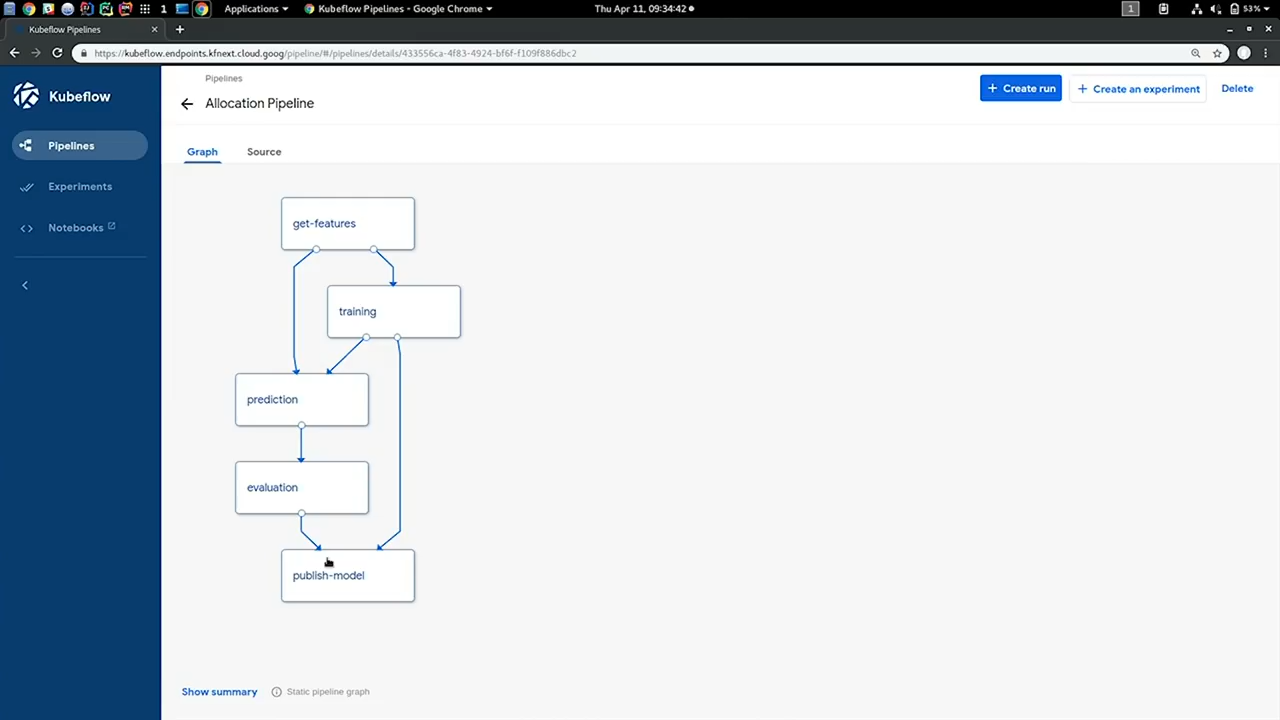 1
Applications
Kubeflow Pipelines - Google Chrome
Thu Apr 11, 09:34:42
1
53%
Kubeflow Pipelines
https://kubeflow.endpoints.kfnext.cloud.goog/pipeline/#/pipelines/details/433556ca-4f83-4924-bf6f-f109f886dbc2
Kubeflow
Pipelines
Experiments
Notebooks
Pipelines
Allocation Pipeline
+ Create run
+ Create an experiment
Delete
Graph
Source
get-features
training
prediction
evaluation
publish-model
Show summary
Static pipeline graph